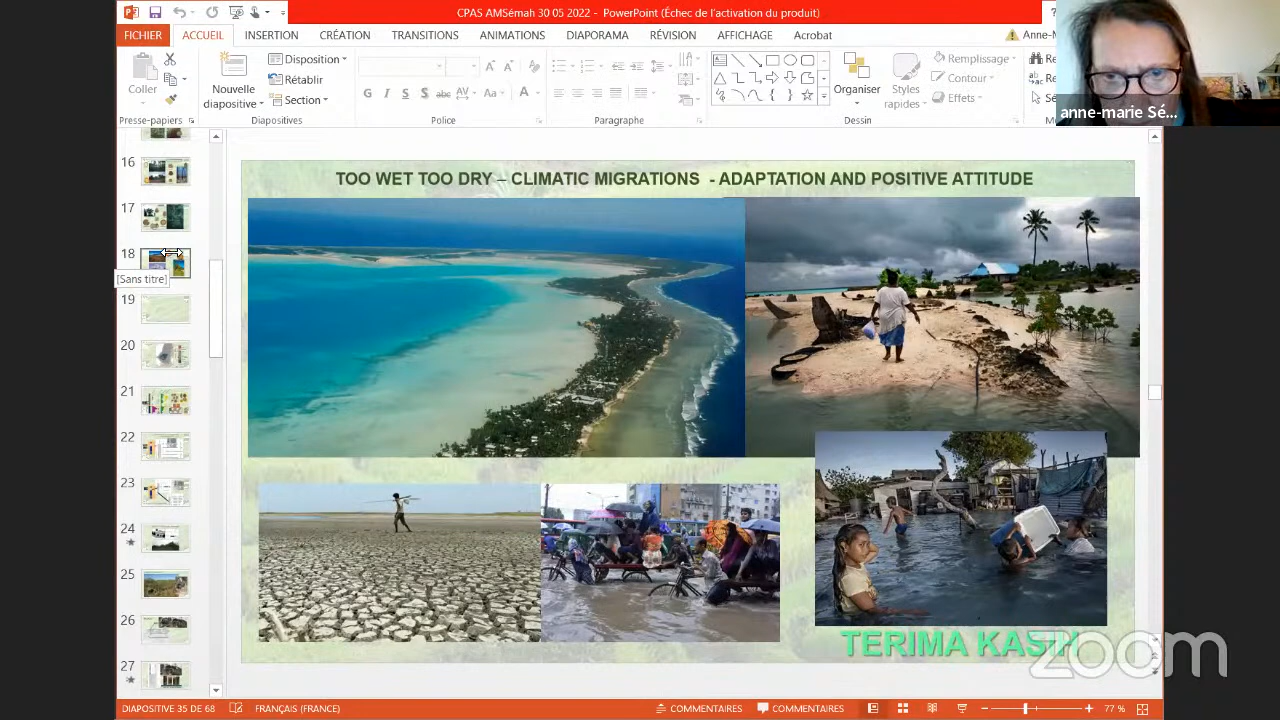 CPAS AMSémah 30 05 2022 - PowerPoint (Échec de l'activation du produit)
?
FICHIER ACCUEIL INSERTION CRÉATION TRANSITIONS ANIMATIONS DIAPORAMA RÉVISION AFFICHAGE Acrobat
Coller
Presse-papiers
Nouvelle
diapositive
Disposition
Rétablir
Section
Diapositives
G I S S abc AV Aa A
Police
Paragraphe
Organiser
Styles
rapides
Remplissage
Contour
Effets
Dessin
anne-marie Sé...
16
17
18
[Sans titre]
19
20
21
22
23
24
25
26
27
TOO WET TOO DRY – CLIMATIC MIGRATIONS - ADAPTATION AND POSITIVE ATTITUDE
TERIMA KASIH
zoom
DIAPOSITIVE 35 DE 68 FRANÇAIS (FRANCE) COMMENTAIRES COMMENTAIRES 77 %